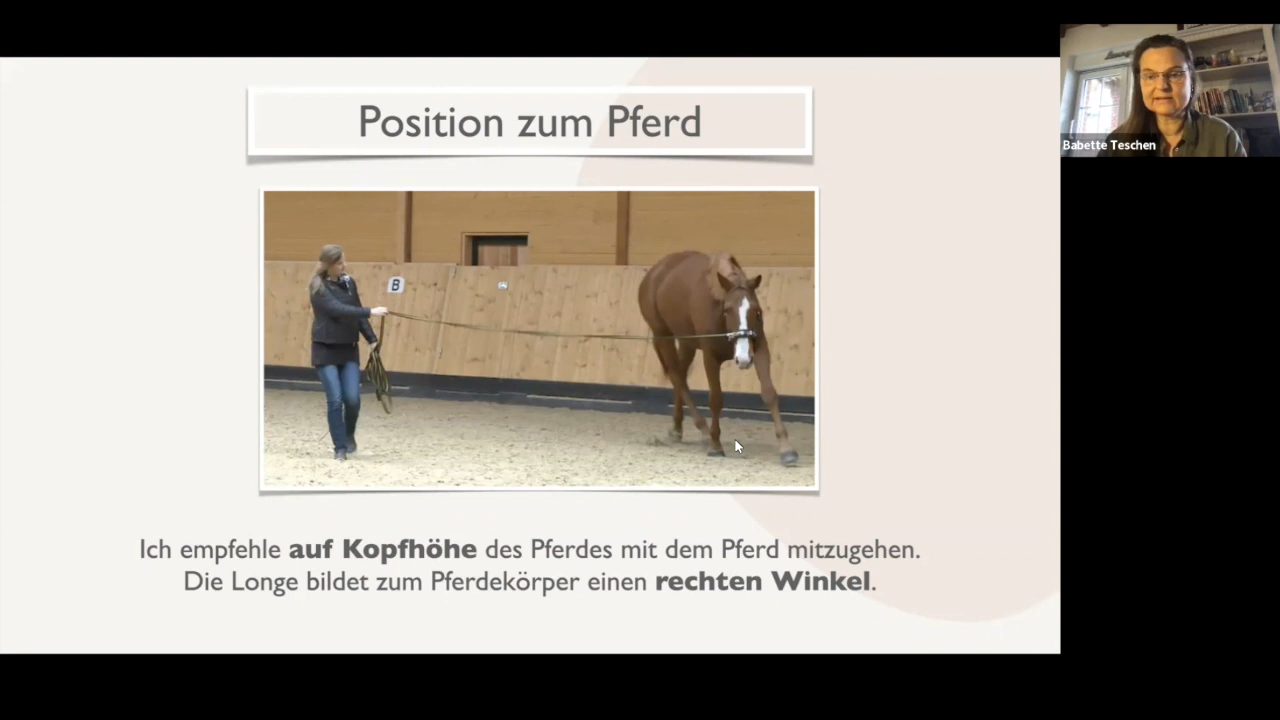 Position zum Pferd
Babette Teschen
B
Ich empfehle auf Kopfhöhe des Pferdes mit dem Pferd mitzugehen.
Die Longe bildet zum Pferdekörper einen rechten Winkel.